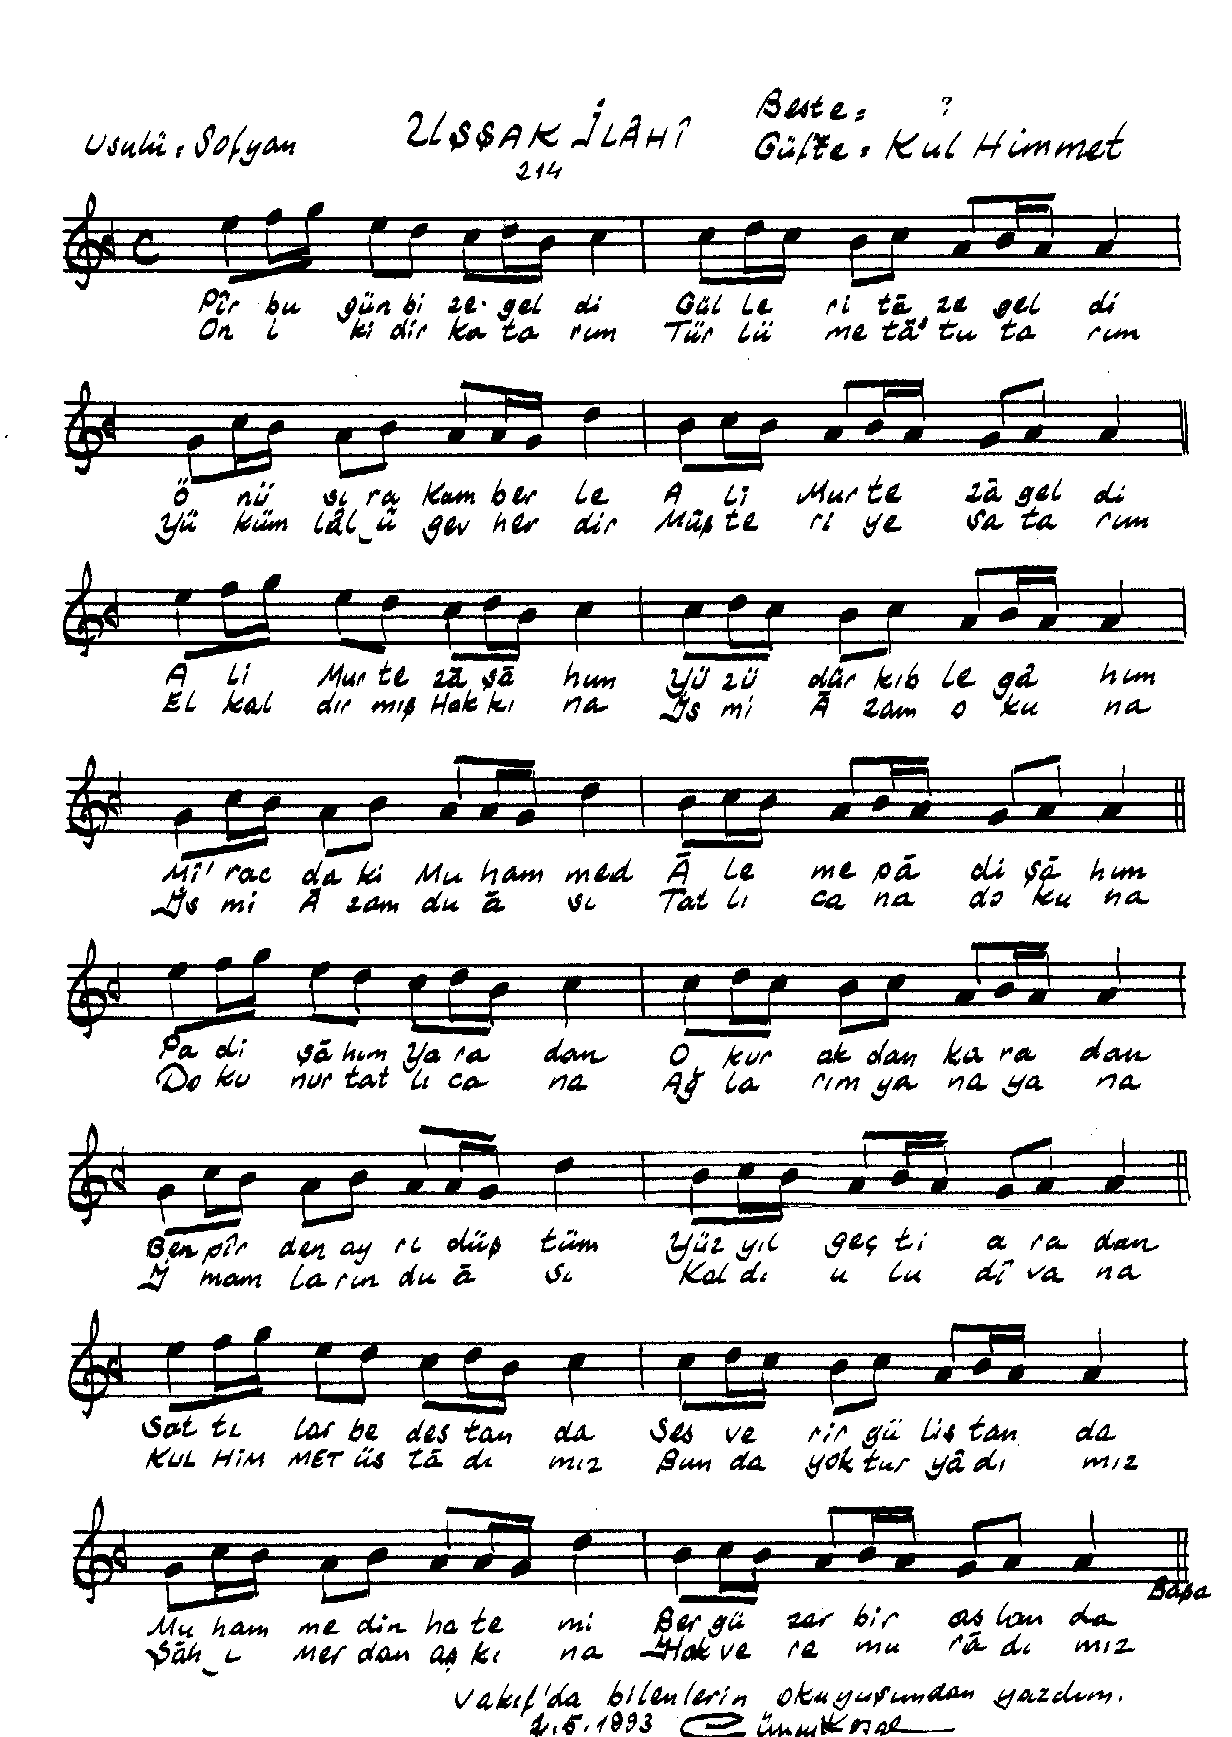 Usulü: Sofyan
UŞŞAK İLÂHÎ
Beste: ?
Güfte: Kul Himmet
214
Pîr bu gün bi ze gel di Gül le ri tâ ze gel di
On i ki dir ka ta rım Tür lü me tâ' tu ta rım
Ö nü sı ra Kam ber le A li Mur te zâ gel di
Yü küm lâl ü gev her dir Müş te ri ye sa ta rım
A li Mur te zâ şâ hım Yü zü dür kıb le gâ hım
El kal dır mış Hak kı na İs mi Â zam o ku na
Mi' rac da ki Mu ham med Â le me pâ di şâ hım
İs mi Â zam du â sı Tat lı ca na do ku na
Pa di şâ hım Ya ra dan O kur ak dan ka ra dan
Do ku nur tat lı ca na Ağ la rım ya na ya na
Ben pîr den ay rı düş tüm Yüz yıl geç ti a ra dan
İ mam la rın du â sı Kal dı u lu dî va na
Sat tı lar be des tan da Ses ve rir gü lis tan da
KUL HİM MET ÜS tâ dı mız Bun da yok tur yâ dı mız
Mu ham me din ha te mi Ber gü zar bir as lan da
Şâh ı Mer dan aş kı na Hak ve re mu râ dı mız
Başa
Vakıf'da bilenlerin okuyuşundan yazdım.
2.5.1993